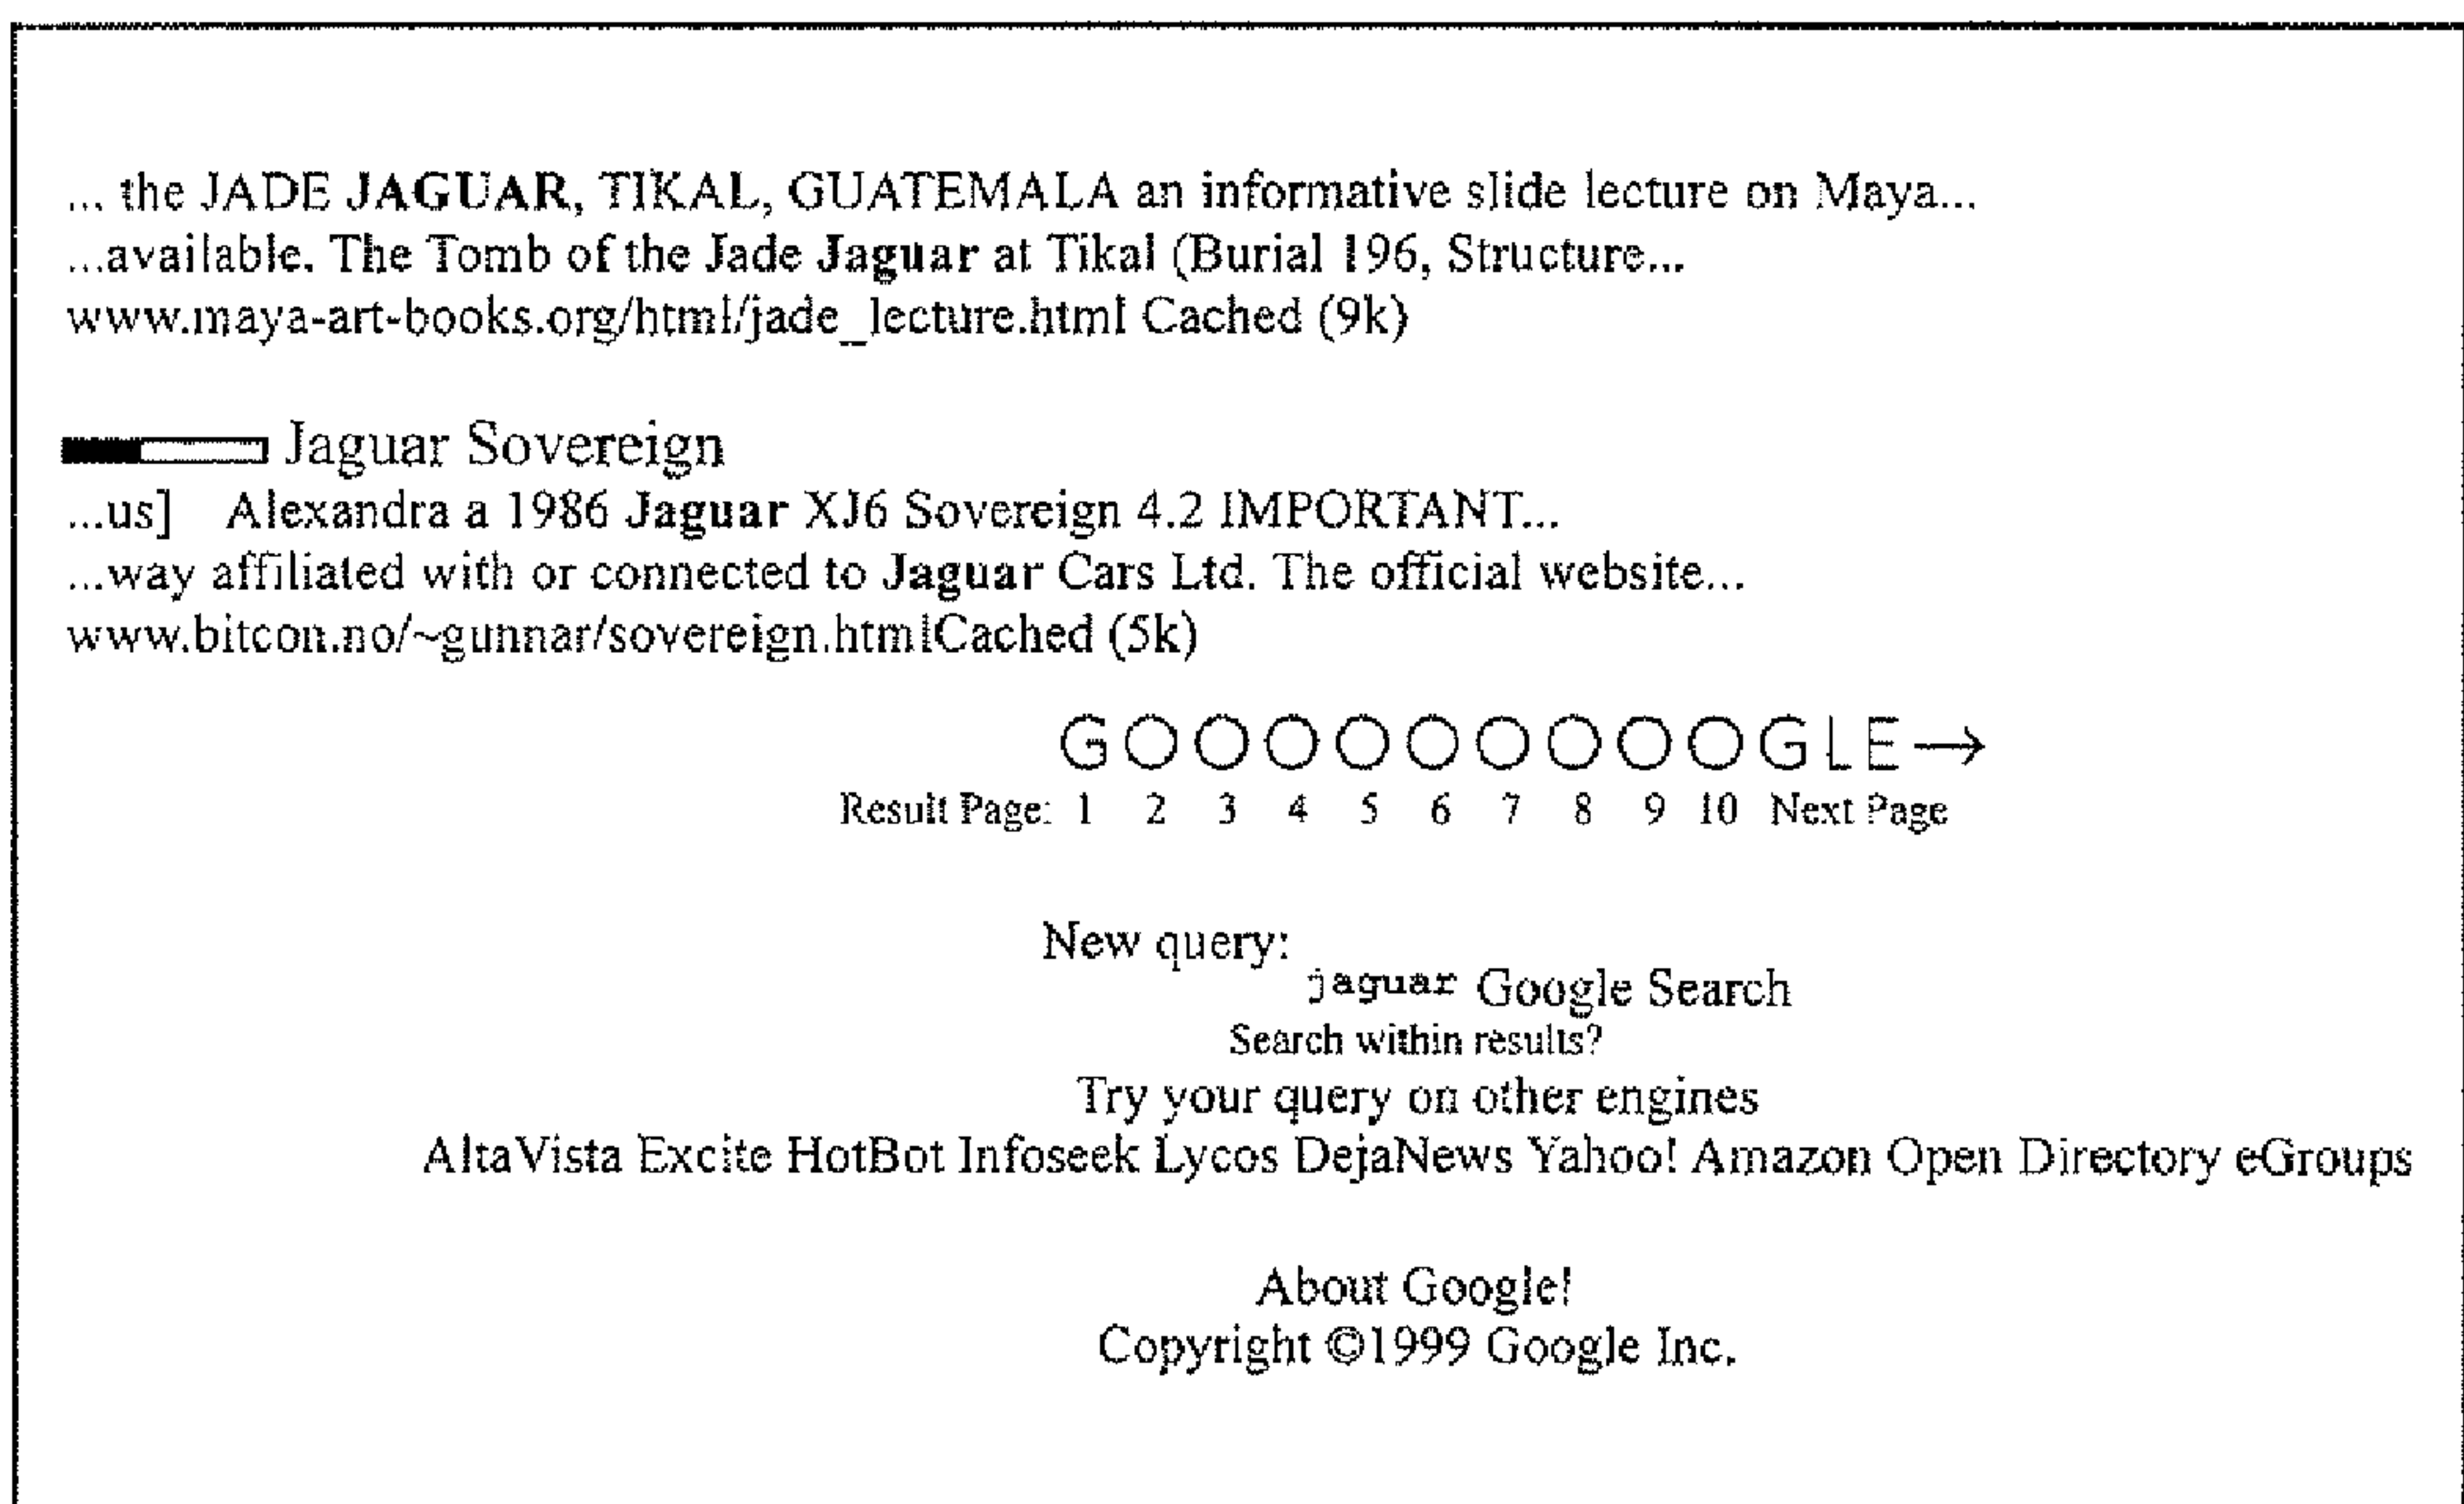 ... the JADE JAGUAR, TIKAL, GUATEMALA an informative slide lecture on Maya...
...available. The Tomb of the Jade Jaguar at Tikal (Burial 196, Structure...
www.maya-art-books.org/html/jade_lecture.html Cached (9k)
Jaguar Sovereign
...us] Alexandra a 1986 Jaguar XJ6 Sovereign 4.2 IMPORTANT...
...way affiliated with or connected to Jaguar Cars Ltd. The official website...
www.bitcon.no/~gunnar/sovereign.htmlCached (5k)
GOOOOOOOOOGLE→
Result Page: 1 2 3 4 5 6 7 8 9 10 Next Page
New query:
jaguar Google Search
Search within results?
Try your query on other engines
AltaVista Excite HotBot Infoseek Lycos DejaNews Yahoo! Amazon Open Directory eGroups
About Google!
Copyright ©1999 Google Inc.